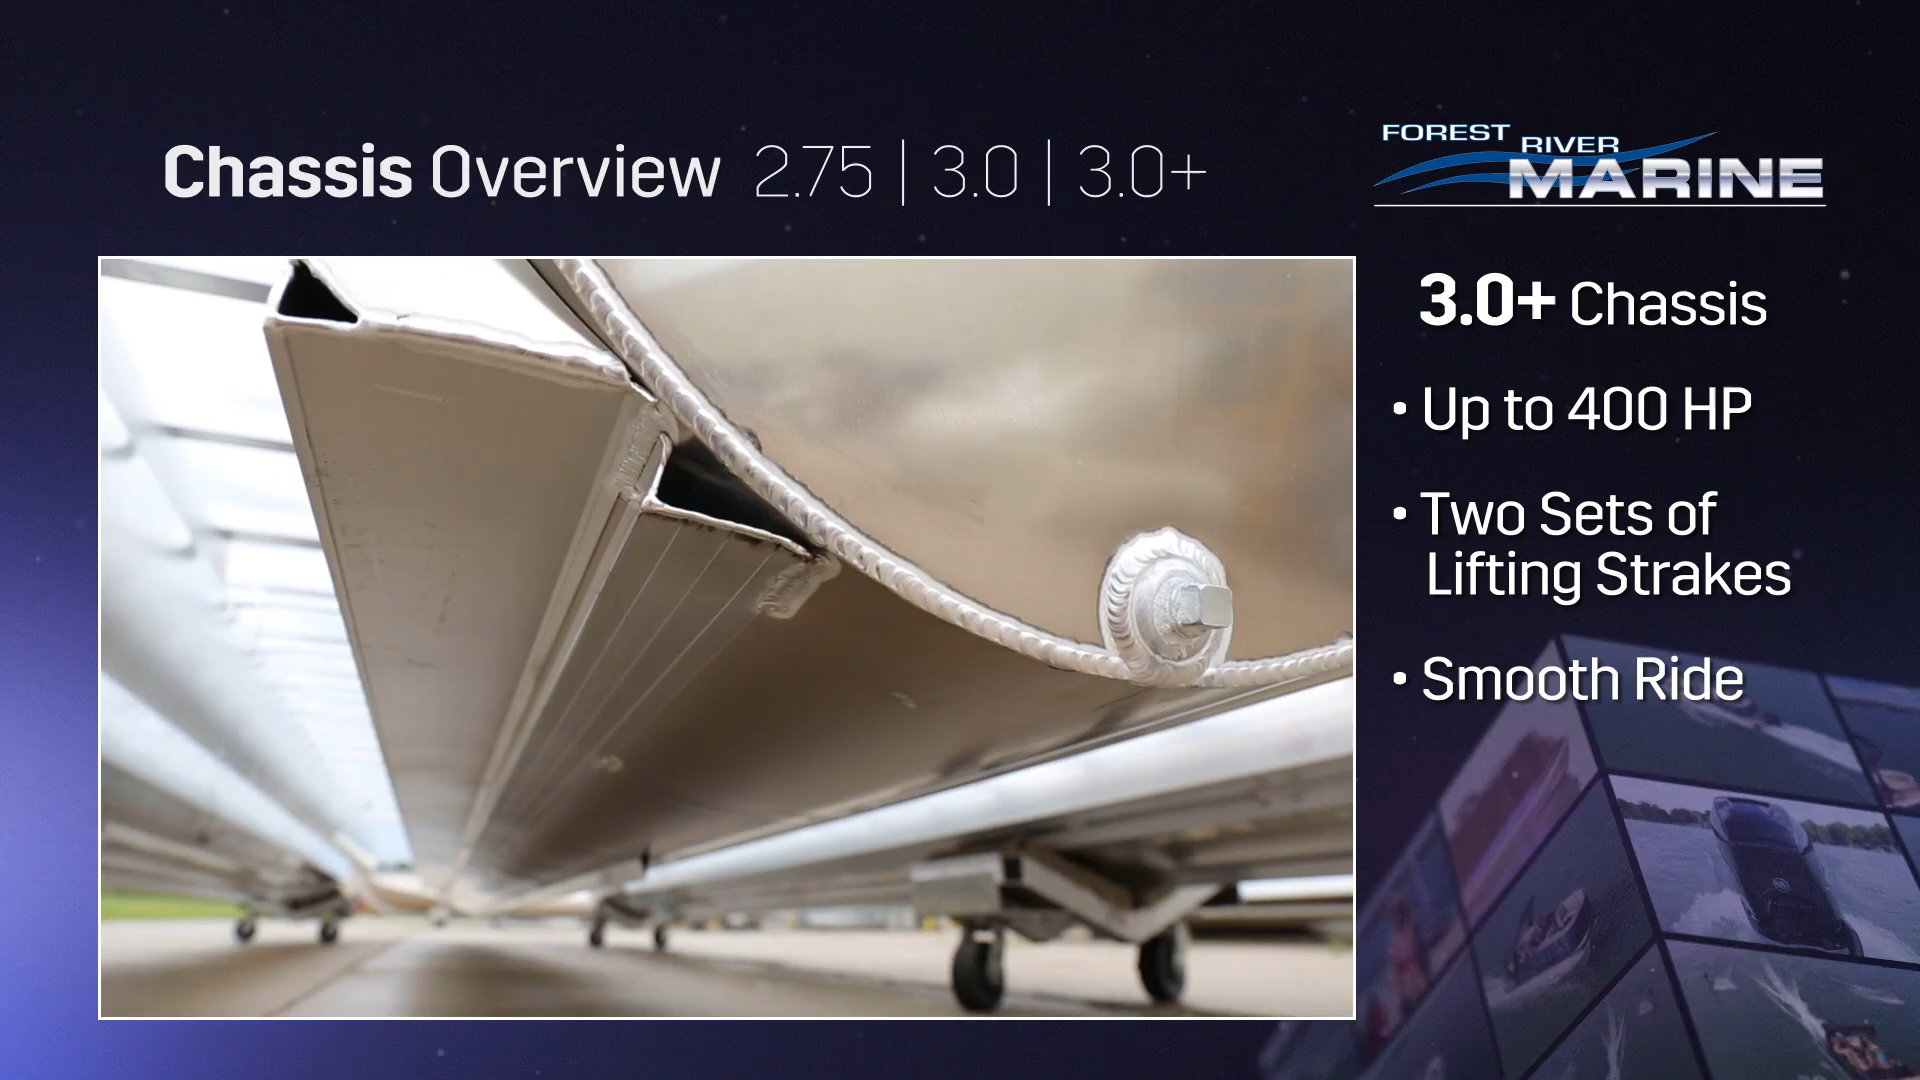 Chassis Overview 2.75 | 3.0 | 3.0+
FOREST RIVER
MARINE
3.0+ Chassis
• Up to 400 HP
• Two Sets of
Lifting Strakes
• Smooth Ride